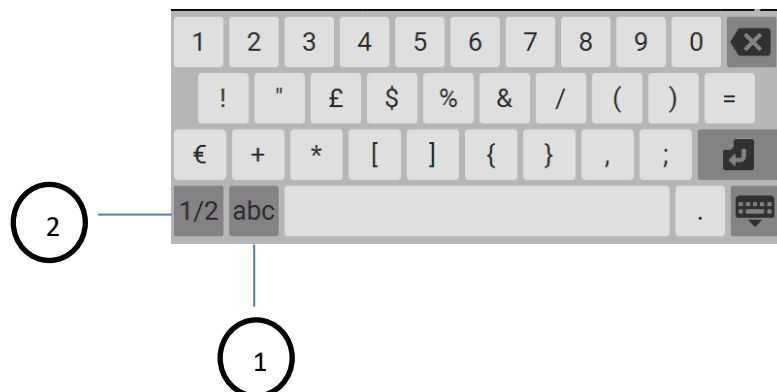 1 2 3 4 5 6 7 8 9 0
! " £ $ % & / ( ) =
€ + * [ ] { } , ;
1/2 abc .
2
1